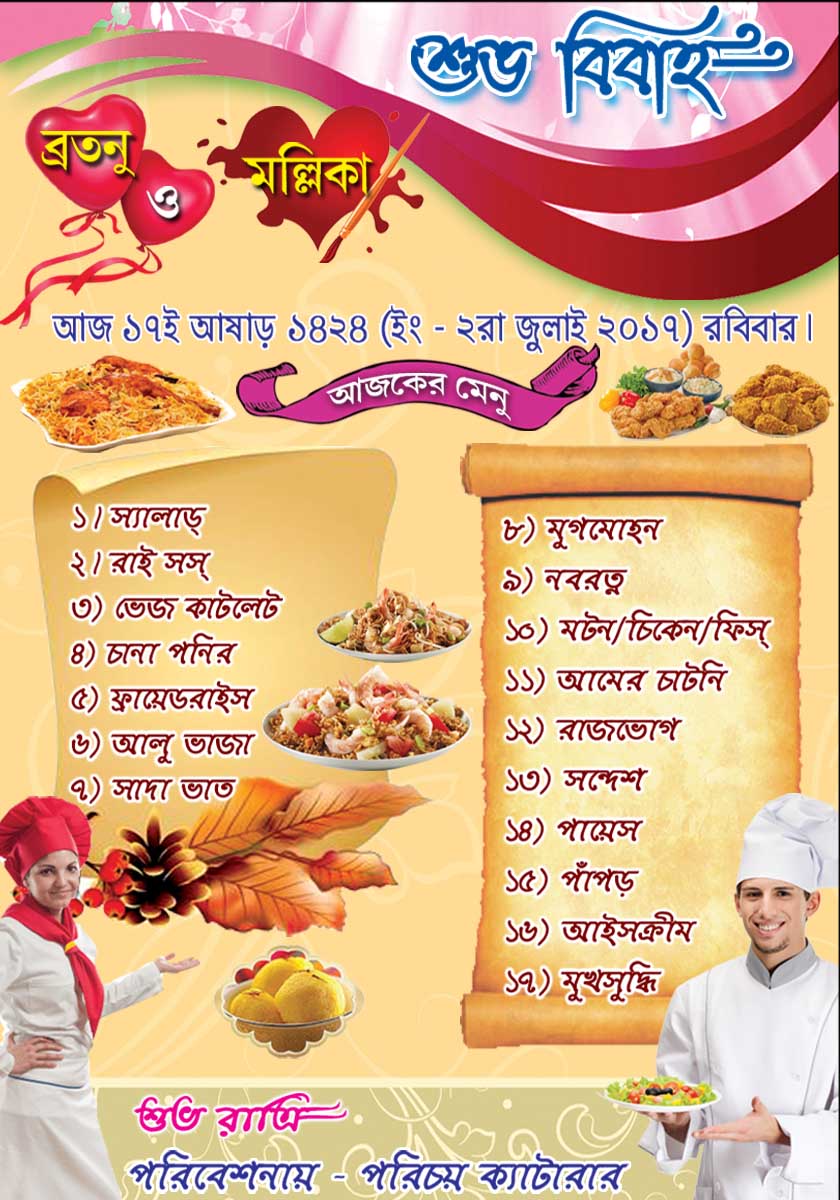 শুভ বিবাহ
ব্রতনু
ও
মল্লিকা
আজ ১৭ই আষাড় ১৪২৪ (ইং - ২রা জুলাই ২০১৭) রবিবার।
আজকের মেনু
১। স্যালাড্
২। রাই সস্
৩) ভেজ কাটলেট
৪) চানা পনির
৫) ফ্রায়েডরাইস
৬) আলু ভাজা
৭) সাদা ভাত
৮) মুগমোহন
৯) নবরত্ন
১০) মটন/চিকেন/ফিস্
১১) আমের চাটনি
১২) রাজভোগ
১৩) সন্দেশ
১৪) পায়েস
১৫) পাঁপড়
১৬) আইসক্রীম
১৭) মুখসুদ্ধি
শুভ রাত্রি
পরিবেশনায় - পরিচয় ক্যাটারার